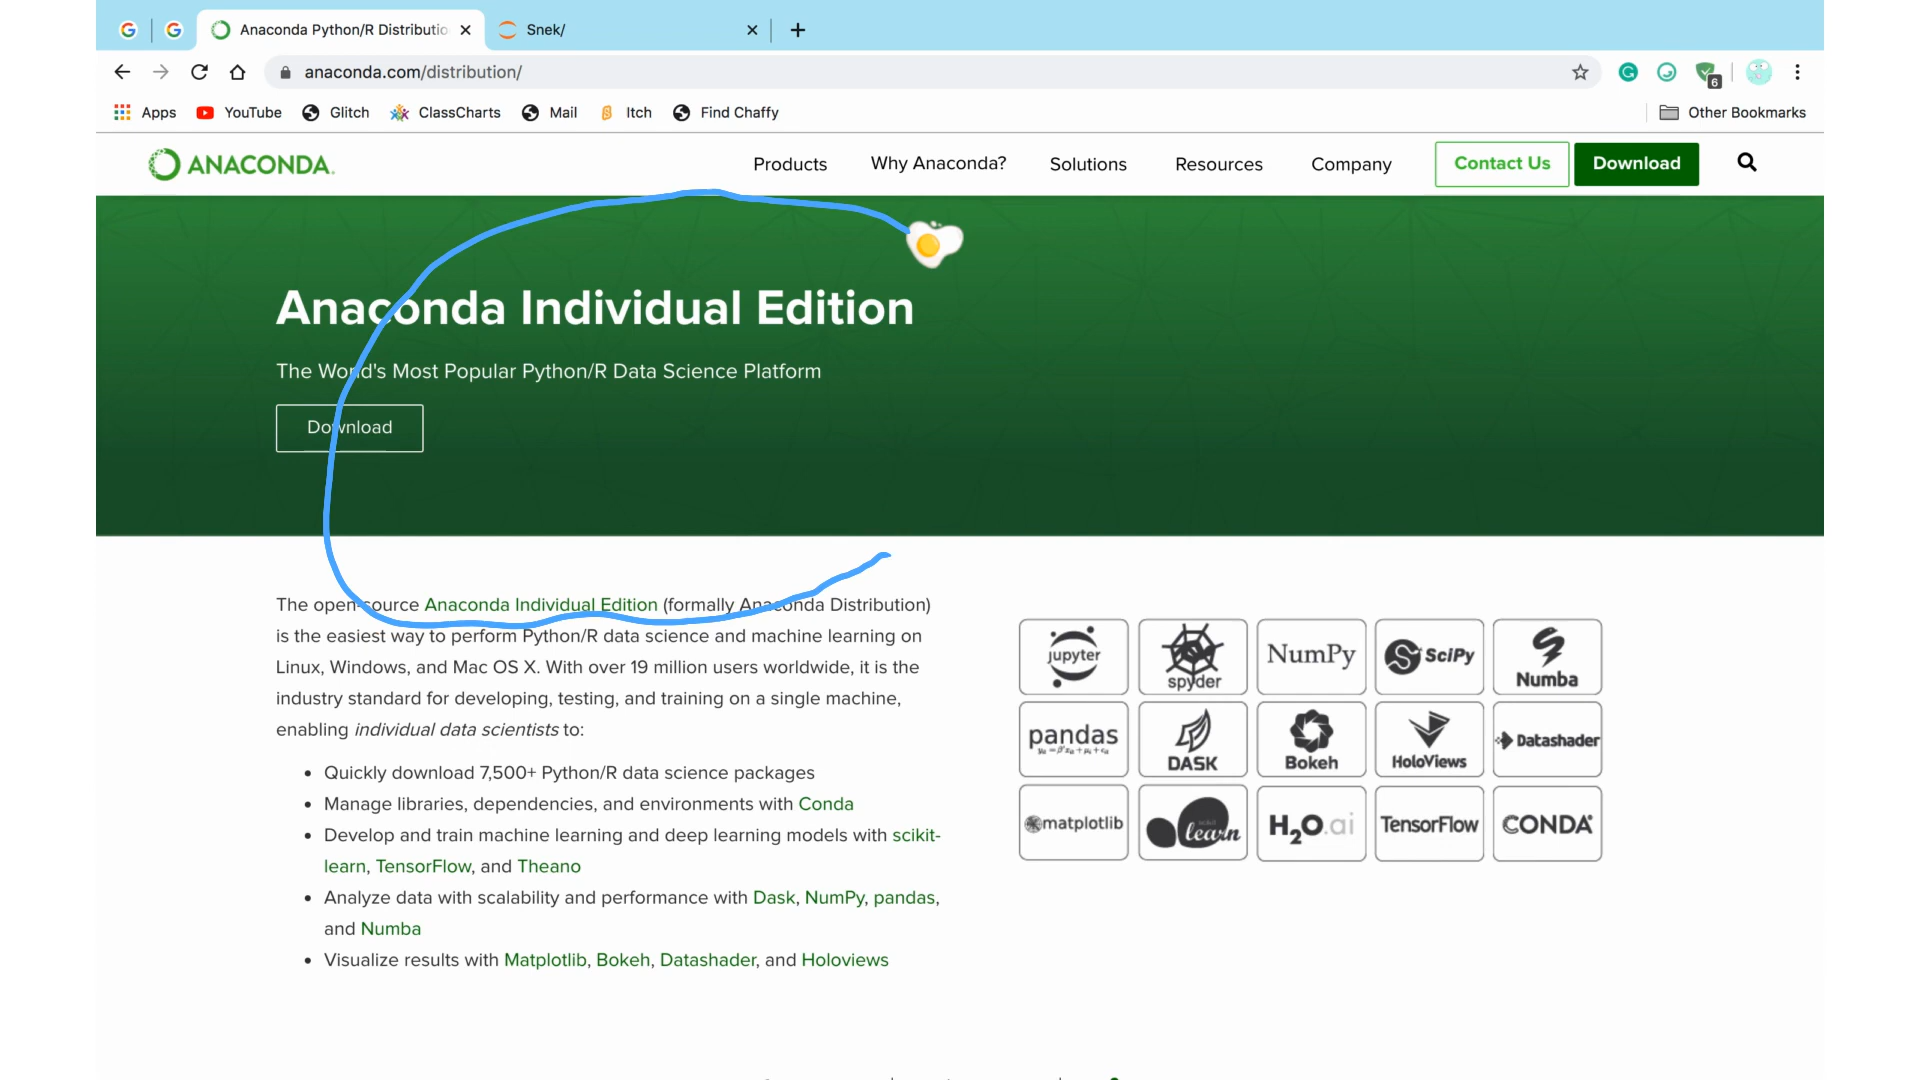 Anaconda Python/R Distributio
Snek/
anaconda.com/distribution/
6
Apps
YouTube
Glitch
ClassCharts
Mail
Itch
Find Chaffy
Other Bookmarks
ANACONDA.
Products
Why Anaconda?
Solutions
Resources
Company
Contact Us
Download
Anaconda Individual Edition
The World's Most Popular Python/R Data Science Platform
Download
The open-source Anaconda Individual Edition (formally Anaconda Distribution)
is the easiest way to perform Python/R data science and machine learning on
Linux, Windows, and Mac OS X. With over 19 million users worldwide, it is the
industry standard for developing, testing, and training on a single machine,
enabling individual data scientists to:
• Quickly download 7,500+ Python/R data science packages
• Manage libraries, dependencies, and environments with Conda
• Develop and train machine learning and deep learning models with scikit-
learn, TensorFlow, and Theano
• Analyze data with scalability and performance with Dask, NumPy, pandas,
and Numba
• Visualize results with Matplotlib, Bokeh, Datashader, and Holoviews
jupyter
spyder
NumPy
SciPy
Numba
pandas
DASK
Bokeh
HoloViews
Datashader
matplotlib
scikit
learn
H2O.ai
TensorFlow
CONDA